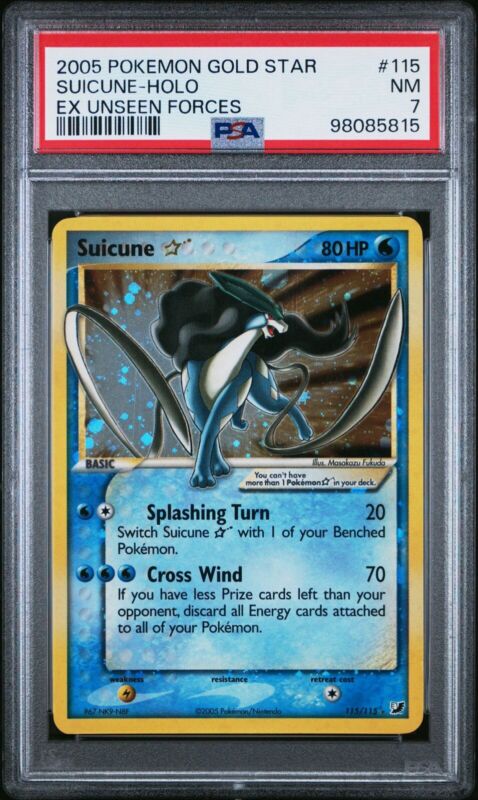 2005 POKEMON GOLD STAR #115
SUICUNE-HOLO NM
EX UNSEEN FORCES 7
PSA 98085815
Suicune ☆ 80 HP
BASIC
Illus. Masakazu Fukuda
You can't have
more than 1 Pokémon☆ in your deck.
Splashing Turn 20
Switch Suicune ☆ with 1 of your Benched
Pokémon.
Cross Wind 70
If you have less Prize cards left than your
opponent, discard all Energy cards attached
to all of your Pokémon.
weakness resistance retreat cost
©2005 Pokémon/Nintendo 115/115